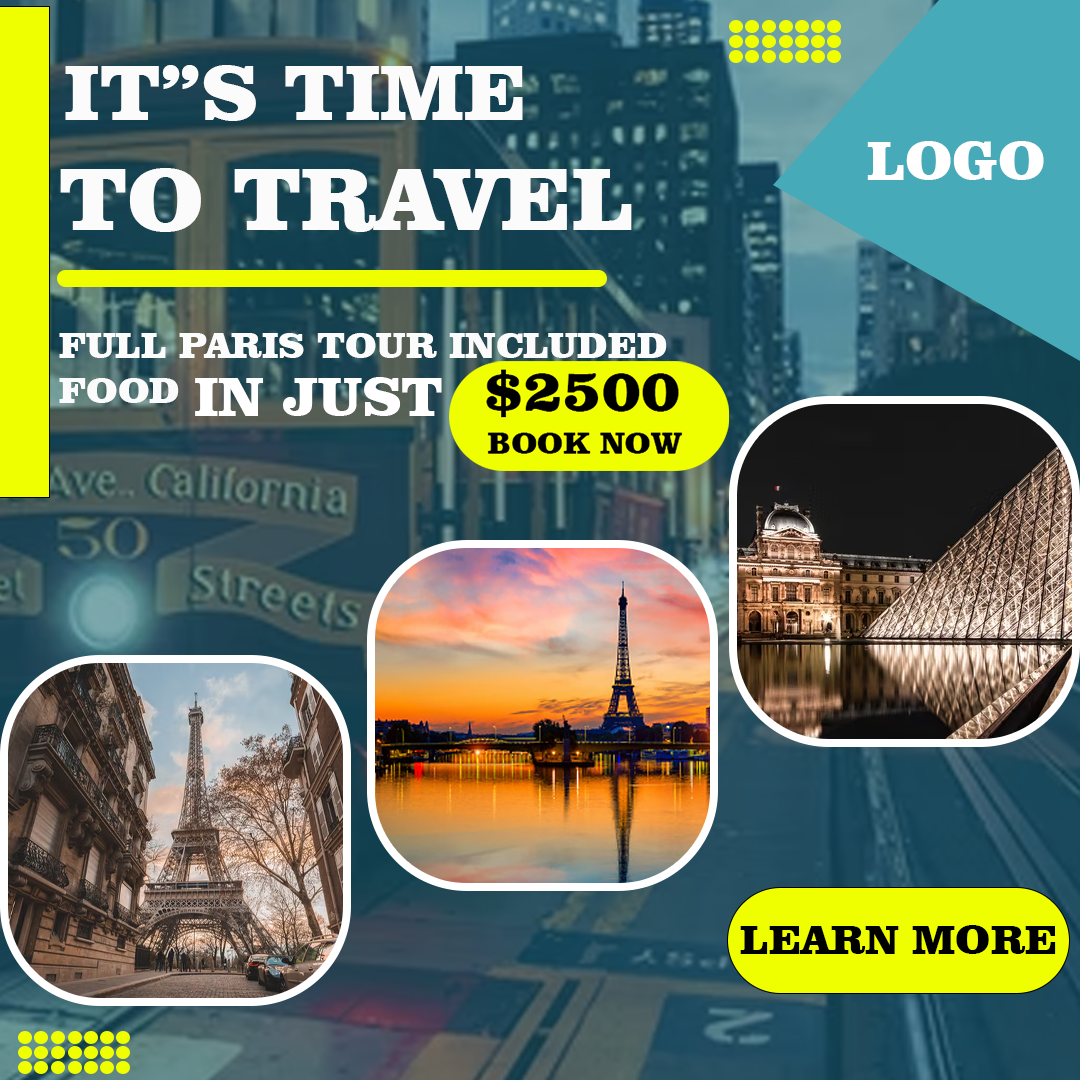 IT”S TIME
LOGO
TO TRAVEL
FULL PARIS TOUR INCLUDED
FOOD IN JUST $2500
BOOK NOW
Ave.. California
50
Streets
LEARN MORE